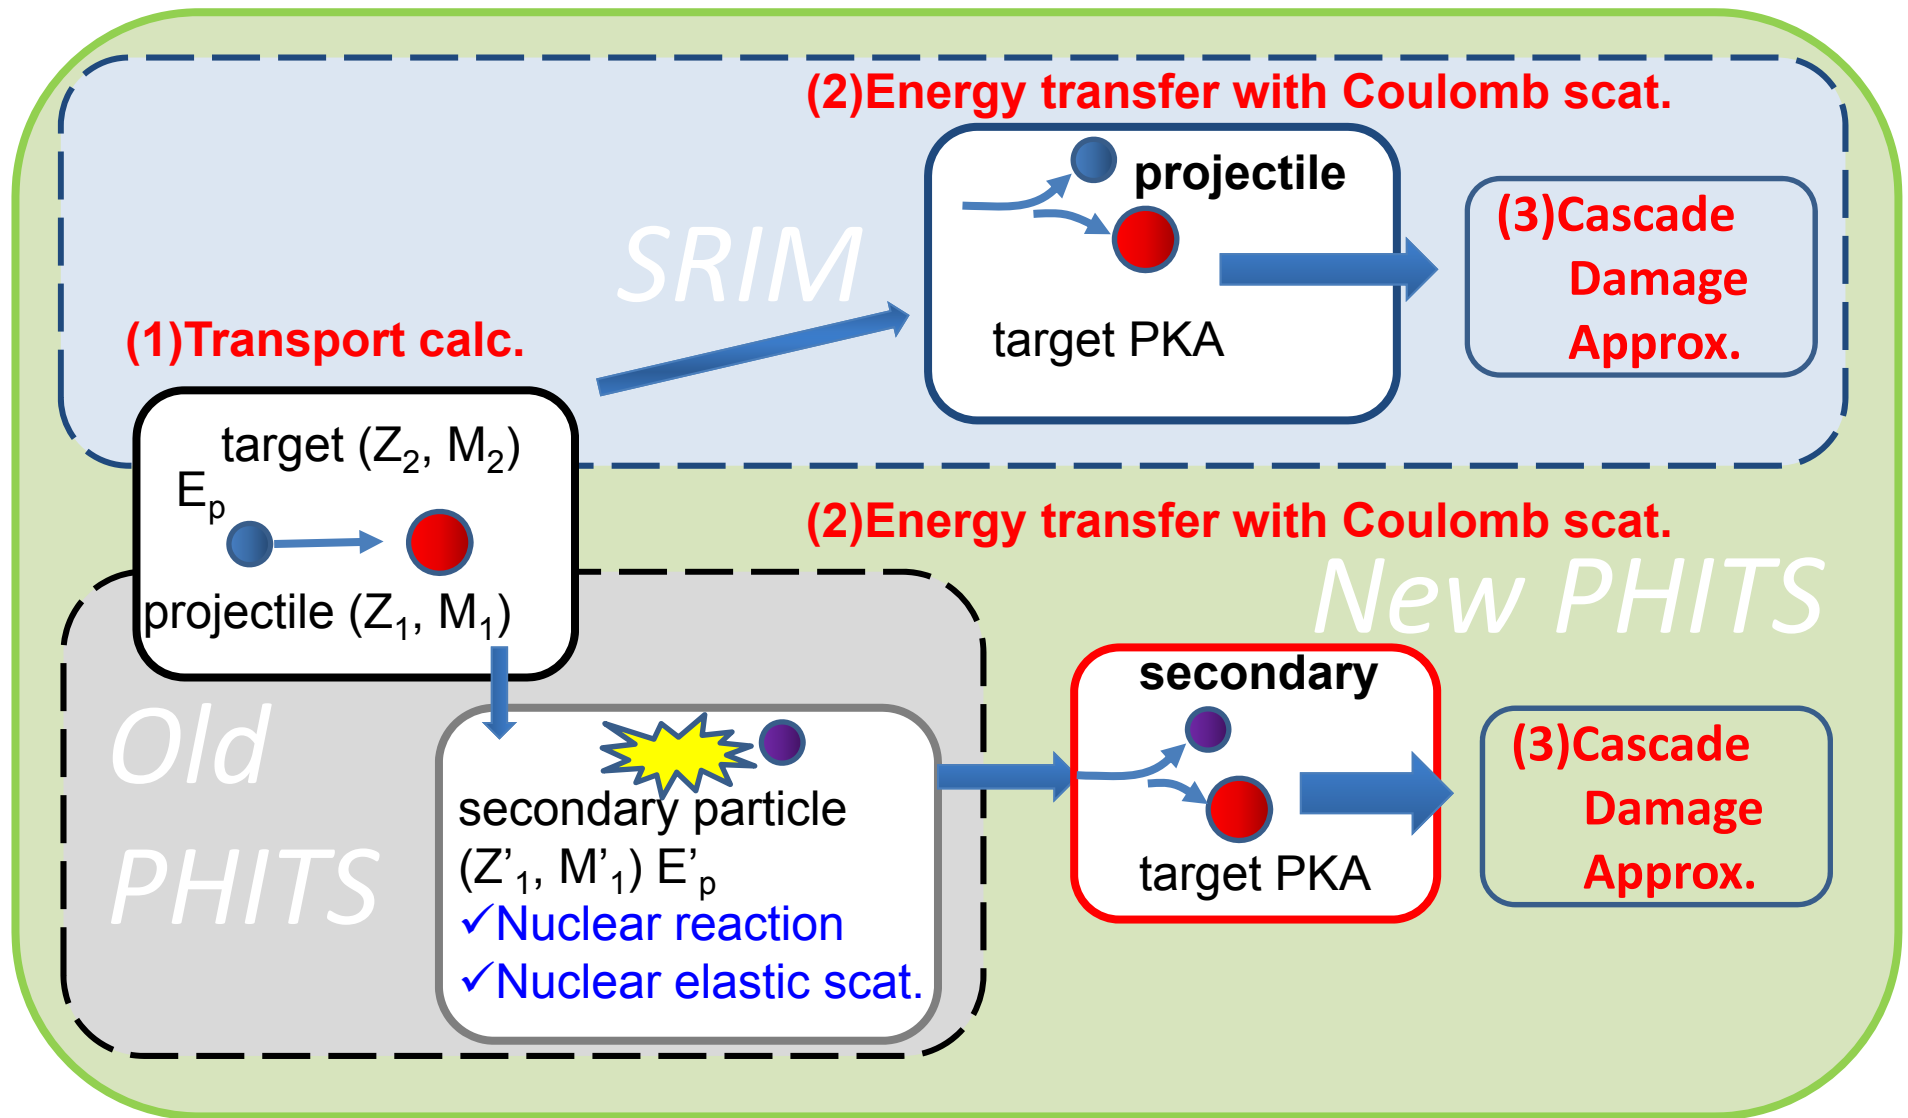 (2)Energy transfer with Coulomb scat.
projectile
target PKA
(3)Cascade
Damage
Approx.
SRIM
(1)Transport calc.
target (Z₂, M₂)
Eₚ
projectile (Z₁, M₁)
(2)Energy transfer with Coulomb scat.
New PHITS
Old
PHITS
secondary particle
(Z’₁, M’₁) E’ₚ
✓Nuclear reaction
✓Nuclear elastic scat.
secondary
target PKA
(3)Cascade
Damage
Approx.